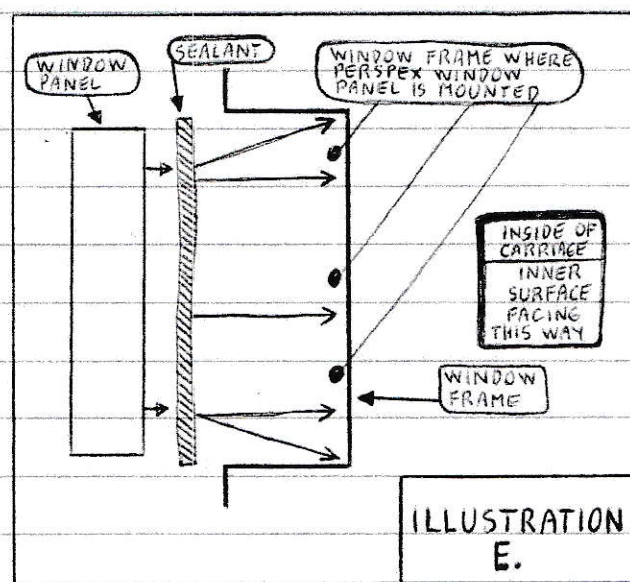 WINDOW
PANEL
SEALANT
WINDOW FRAME WHERE
PERSPEX WINDOW
PANEL IS MOUNTED
INSIDE OF
CARRIAGE
INNER
SURFACE
FACING
THIS WAY
WINDOW
FRAME
ILLUSTRATION
E.